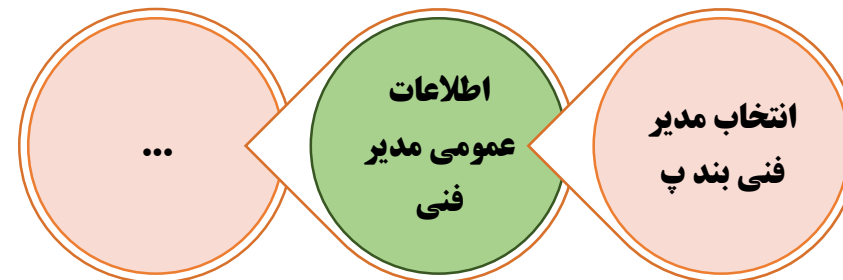 انتخاب مدیر
فنی بند پ
اطلاعات
عمومی مدیر
فنی
...